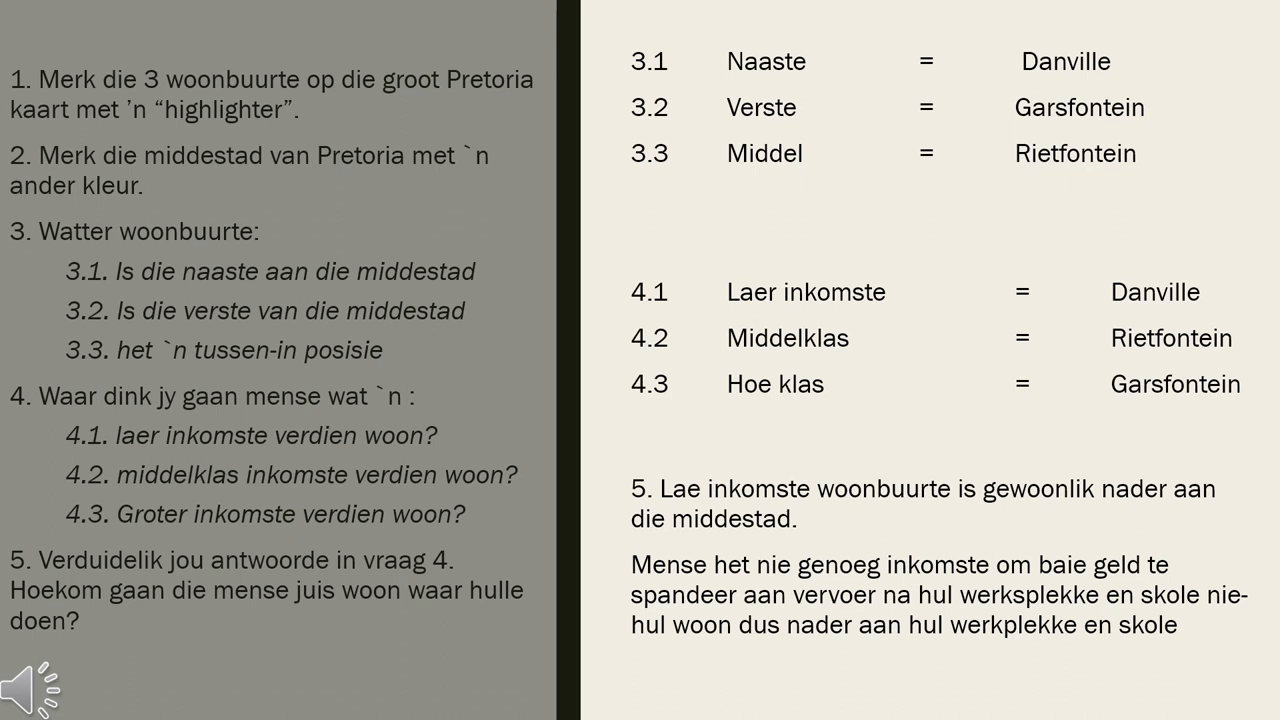 1. Merk die 3 woonbuurte op die groot Pretoria
kaart met ’n “highlighter”.
2. Merk die middestad van Pretoria met `n
ander kleur.
3. Watter woonbuurte:
3.1. Is die naaste aan die middestad
3.2. Is die verste van die middestad
3.3. het `n tussen-in posisie
4. Waar dink jy gaan mense wat `n :
4.1. laer inkomste verdien woon?
4.2. middelklas inkomste verdien woon?
4.3. Groter inkomste verdien woon?
5. Verduidelik jou antwoorde in vraag 4.
Hoekom gaan die mense juis woon waar hulle
doen?
3.1 Naaste = Danville
3.2 Verste = Garsfontein
3.3 Middel = Rietfontein
4.1 Laer inkomste = Danville
4.2 Middelklas = Rietfontein
4.3 Hoe klas = Garsfontein
5. Lae inkomste woonbuurte is gewoonlik nader aan
die middestad.
Mense het nie genoeg inkomste om baie geld te
spandeer aan vervoer na hul werksplekke en skole nie-
hul woon dus nader aan hul werkplekke en skole